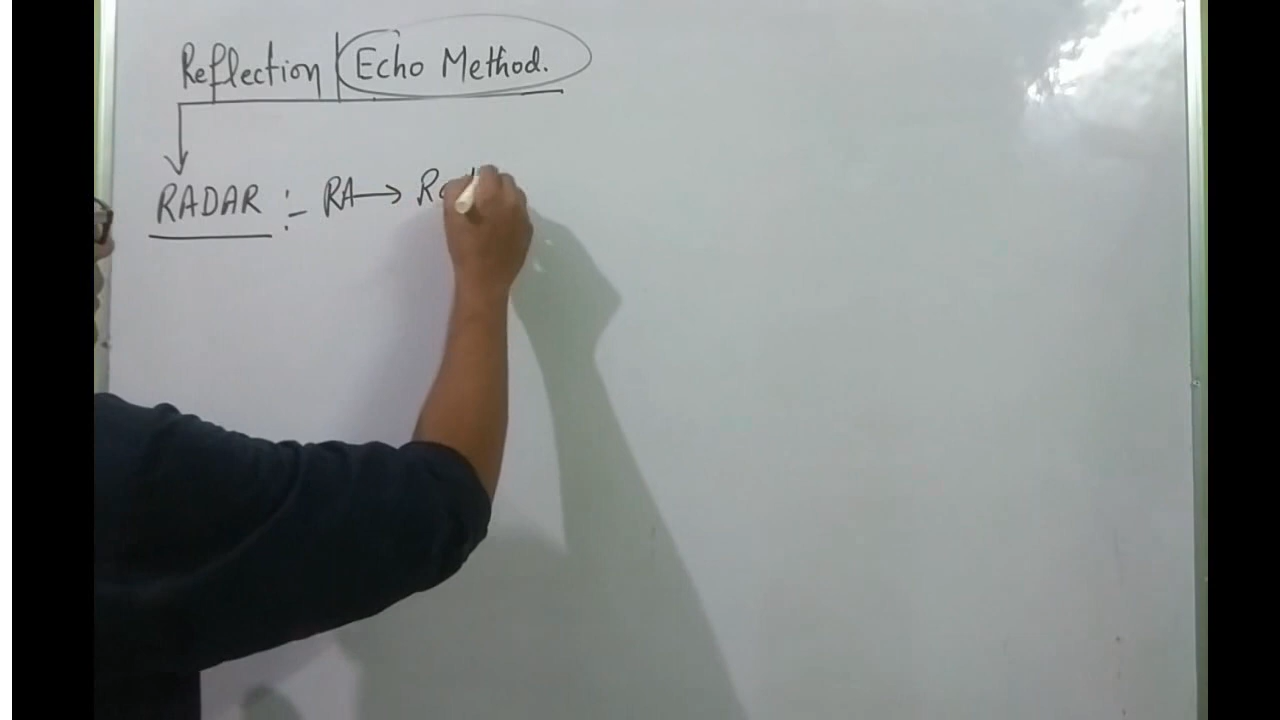 Reflection | Echo Method.
RADAR :- RA →